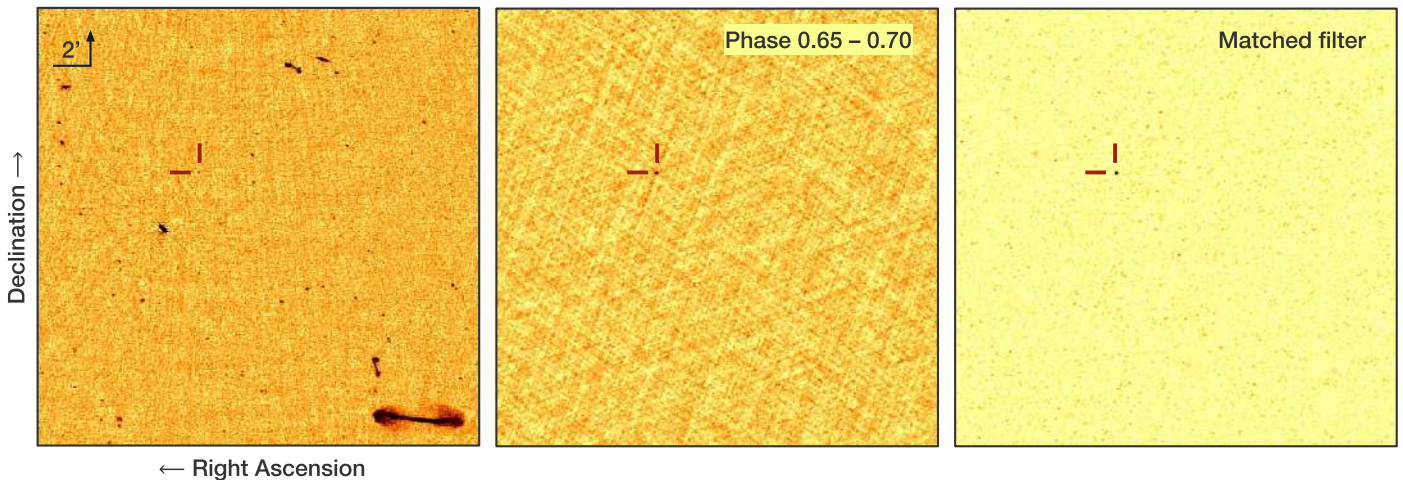 2’
Phase 0.65 – 0.70
Matched filter
Declination →
← Right Ascension